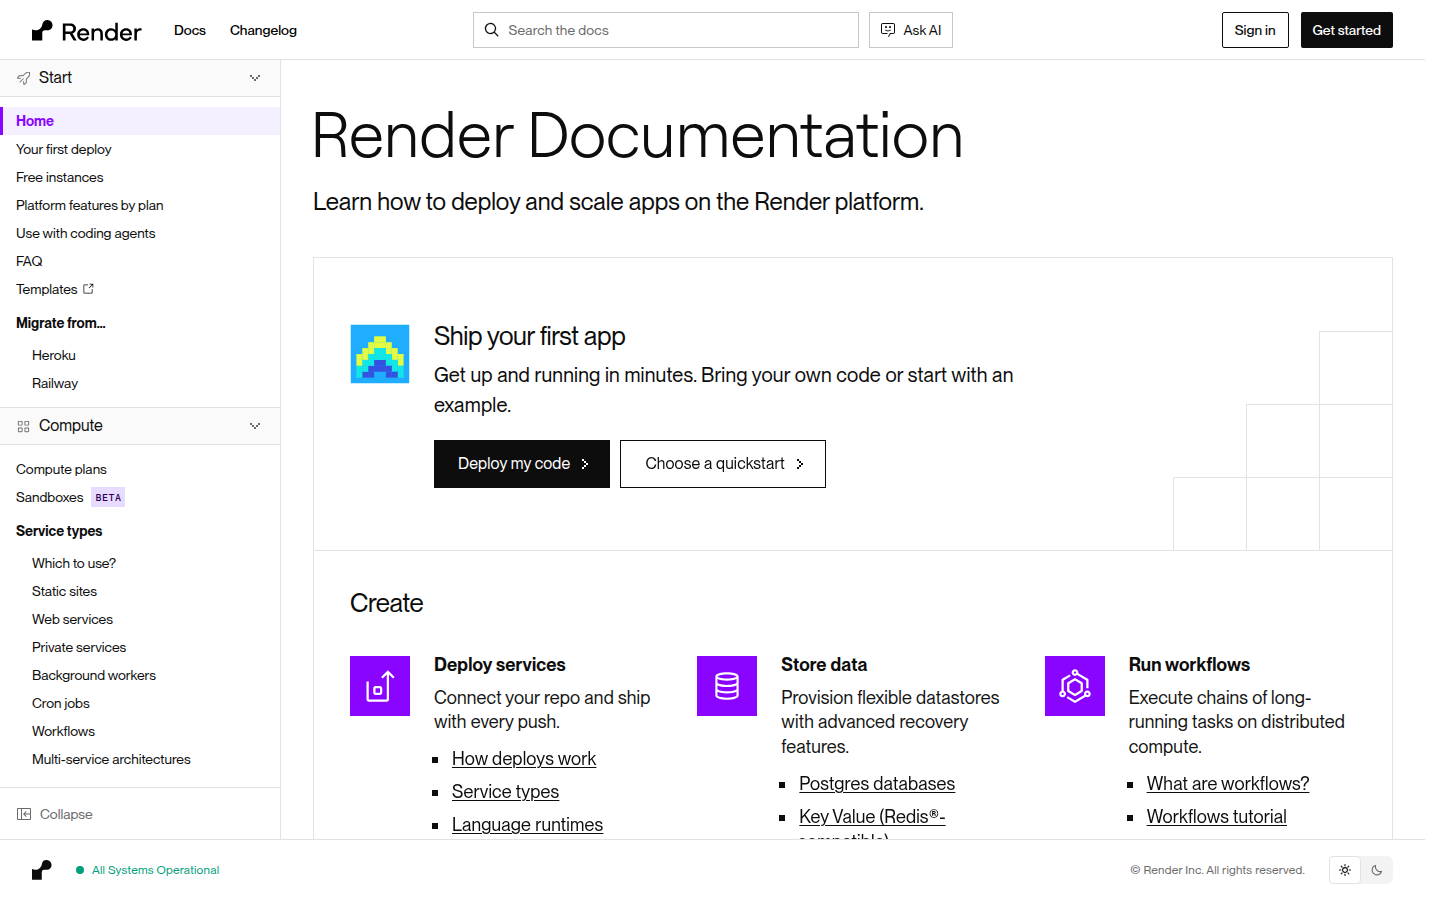 Render
Docs
Changelog
Search the docs
Ask AI
Sign in
Get started
Start
Home
Your first deploy
Free instances
Platform features by plan
Use with coding agents
FAQ
Templates
Migrate from...
Heroku
Railway
Compute
Compute plans
Sandboxes BETA
Service types
Which to use?
Static sites
Web services
Private services
Background workers
Cron jobs
Workflows
Multi-service architectures
Collapse
Render Documentation
Learn how to deploy and scale apps on the Render platform.
Ship your first app
Get up and running in minutes. Bring your own code or start with an
example.
Deploy my code
Choose a quickstart
Create
Deploy services
Connect your repo and ship
with every push.
How deploys work
Service types
Language runtimes
Store data
Provision flexible datastores
with advanced recovery
features.
Postgres databases
Key Value (Redis®-
compatible)
Run workflows
Execute chains of long-
running tasks on distributed
compute.
What are workflows?
Workflows tutorial
All Systems Operational
© Render Inc. All rights reserved.